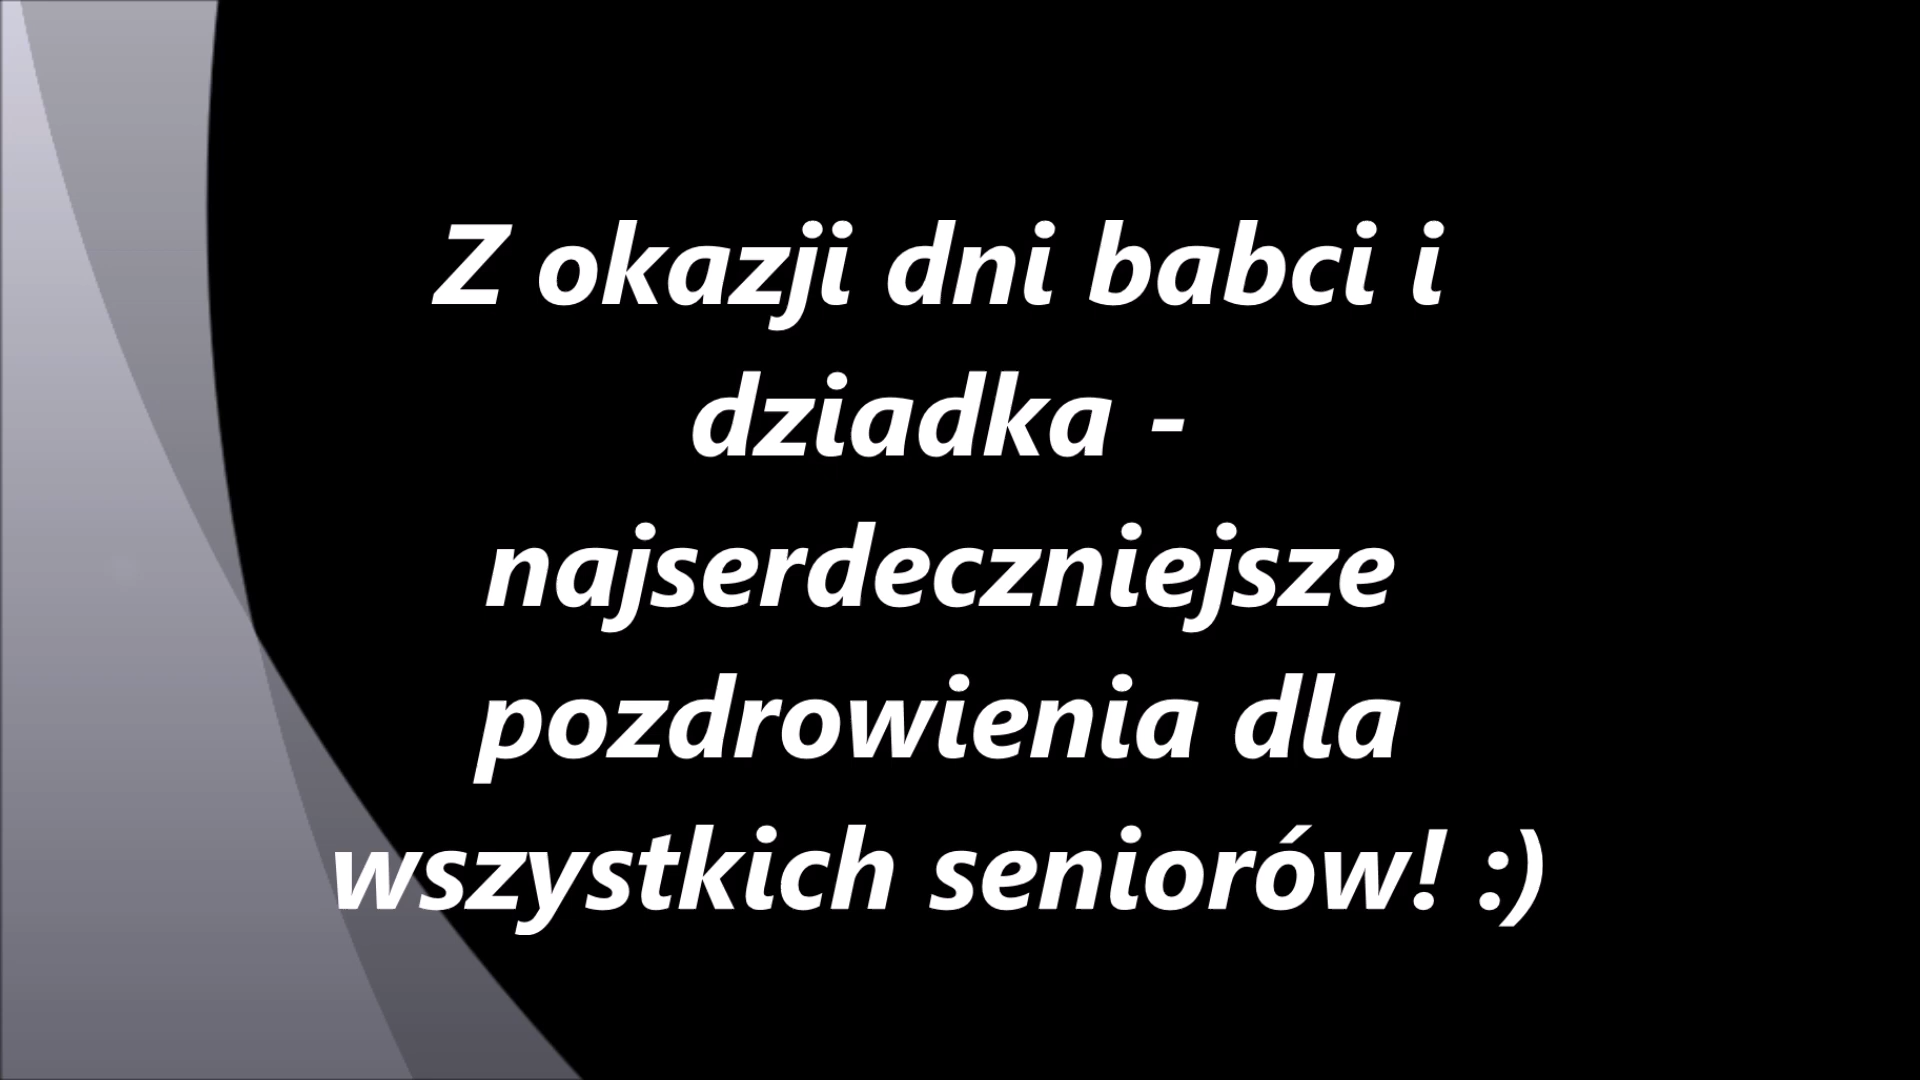 Z okazji dni babci i
dziadka -
najserdeczniejsze
pozdrowienia dla
wszystkich seniorów! :)